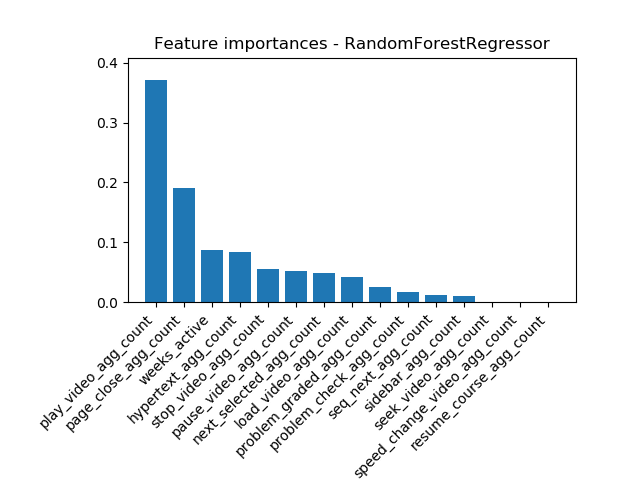 Feature importances - RandomForestRegressor
0.4
0.3
0.2
0.1
0.0
play_video_agg_count
page_close_agg_count
weeks_active
hypertext_agg_count
stop_video_agg_count
pause_video_agg_count
next_selected_agg_count
load_video_agg_count
problem_graded_agg_count
problem_check_agg_count
seq_next_agg_count
sidebar_agg_count
seek_video_agg_count
speed_change_video_agg_count
resume_course_agg_count